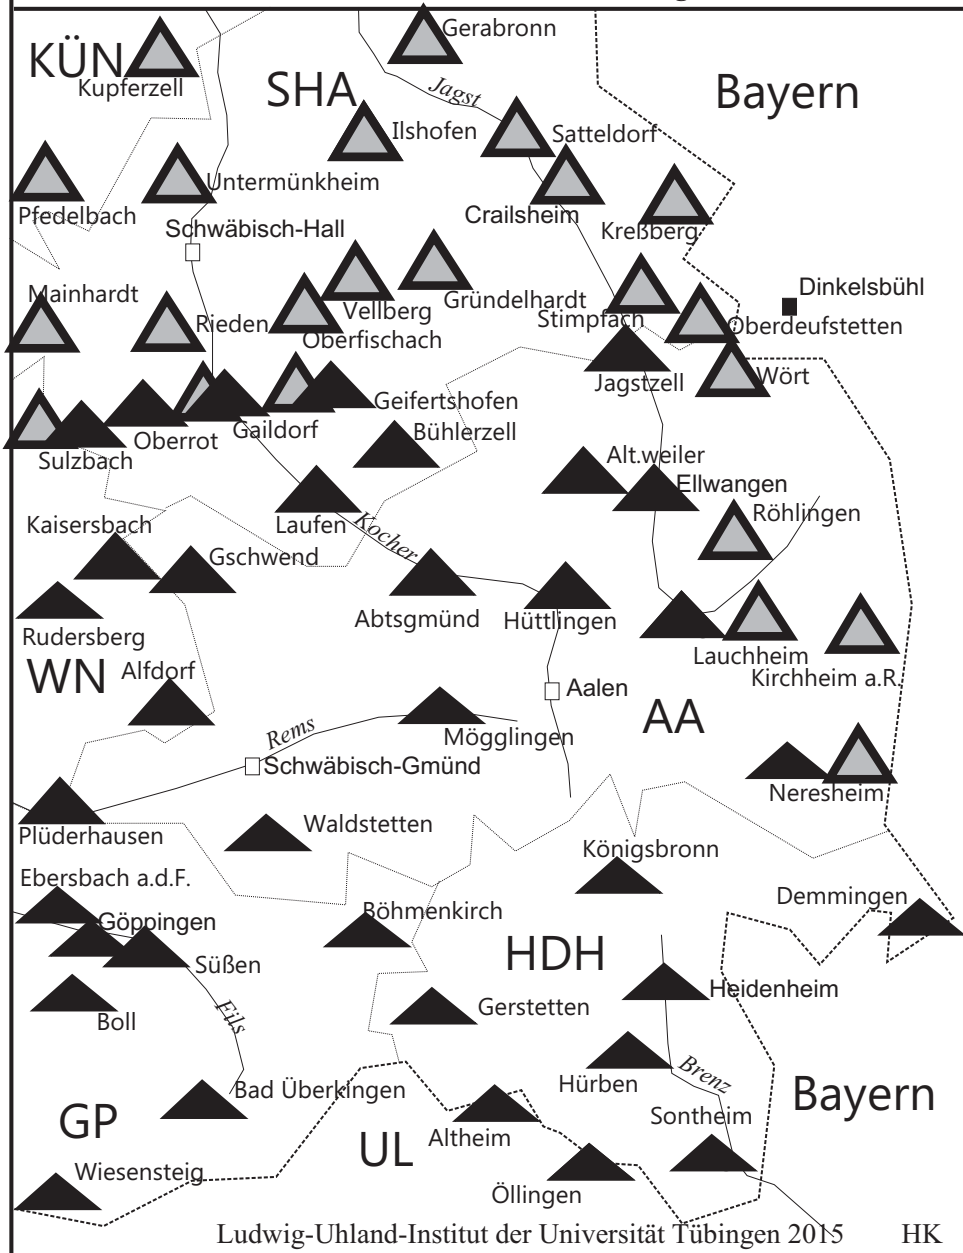 Gerabronn
KÜN
Kupferzell
SHA
Jagst
Bayern
Ilshofen
Satteldorf
Untermünkheim
Pfedelbach
Crailsheim
Kreßberg
Schwäbisch-Hall
Mainhardt
Rieden
Vellberg
Oberfischach
Gründelhardt
Stimpfach
Dinkelsbühl
Oberdeufstetten
Jagstzell
Wört
Geifertshofen
Gaildorf
Oberrot
Sulzbach
Bühlerzell
Alt.weiler
Ellwangen
Röhlingen
Laufen
Kocher
Kaisersbach
Gschwend
Abtsgmünd
Hüttlingen
Rudersberg
WN
Alfdorf
Lauchheim
Kirchheim a.R.
Aalen
AA
Rems
Mögglingen
Schwäbisch-Gmünd
Neresheim
Plüderhausen
Waldstetten
Königsbronn
Ebersbach a.d.F.
Göppingen
Böhmenkirch
Demmingen
Süßen
HDH
Heidenheim
Boll
Fils
Gerstetten
Hürben
Brenz
Bad Überkingen
Bayern
GP
UL
Altheim
Sontheim
Wiesensteig
Öllingen
Ludwig-Uhland-Institut der Universität Tübingen 2015 HK